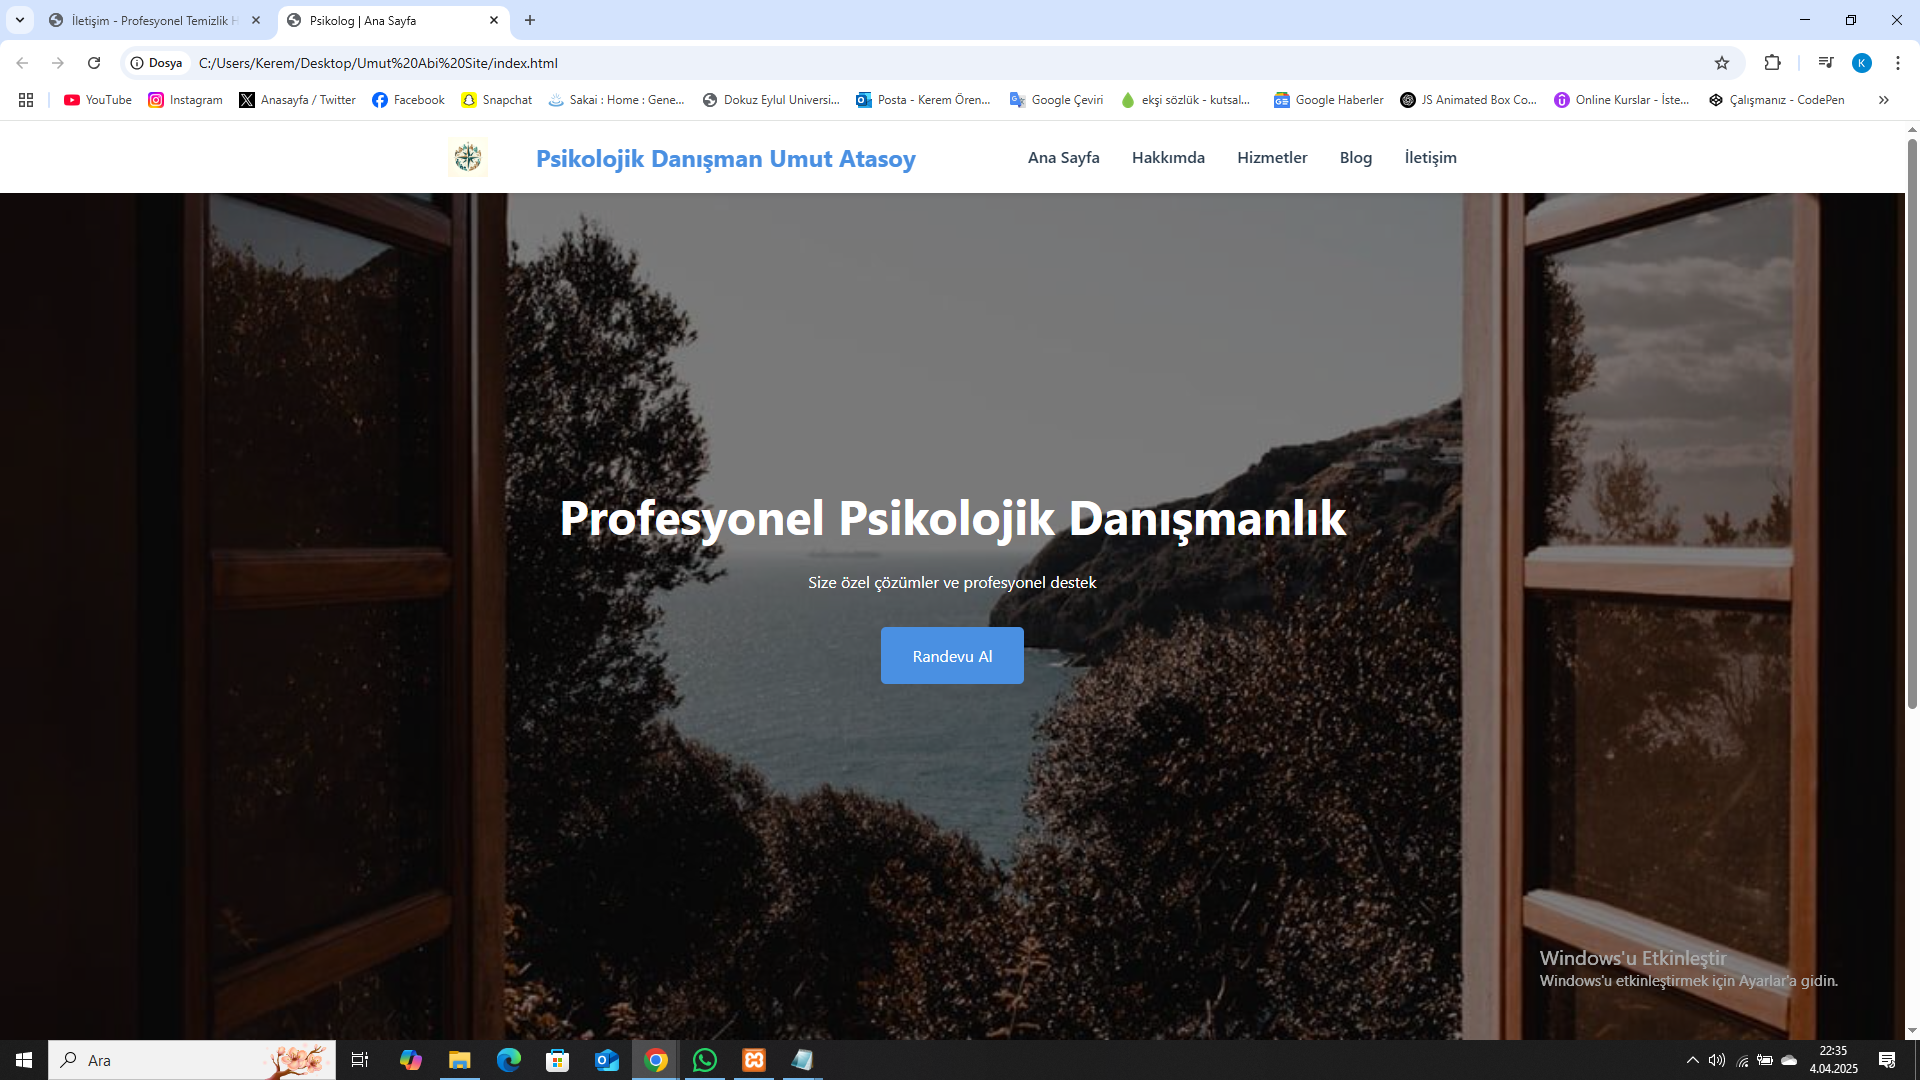 İletişim - Profesyonel Temizlik H
Psikolog | Ana Sayfa
Dosya
C:/Users/Kerem/Desktop/Umut%20Abi%20Site/index.html
K
YouTube
Instagram
Anasayfa / Twitter
Facebook
Snapchat
Sakai : Home : Gene...
Dokuz Eylul Universi...
Posta - Kerem Ören...
Google Çeviri
ekşi sözlük - kutsal...
Google Haberler
JS Animated Box Co...
Online Kurslar - İste...
Çalışmanız - CodePen
Psikolojik Danışman Umut Atasoy
Ana Sayfa
Hakkımda
Hizmetler
Blog
İletişim
Profesyonel Psikolojik Danışmanlık
Size özel çözümler ve profesyonel destek
Randevu Al
Windows'u Etkinleştir
Windows'u etkinleştirmek için Ayarlar'a gidin.
Ara
22:35
4.04.2025